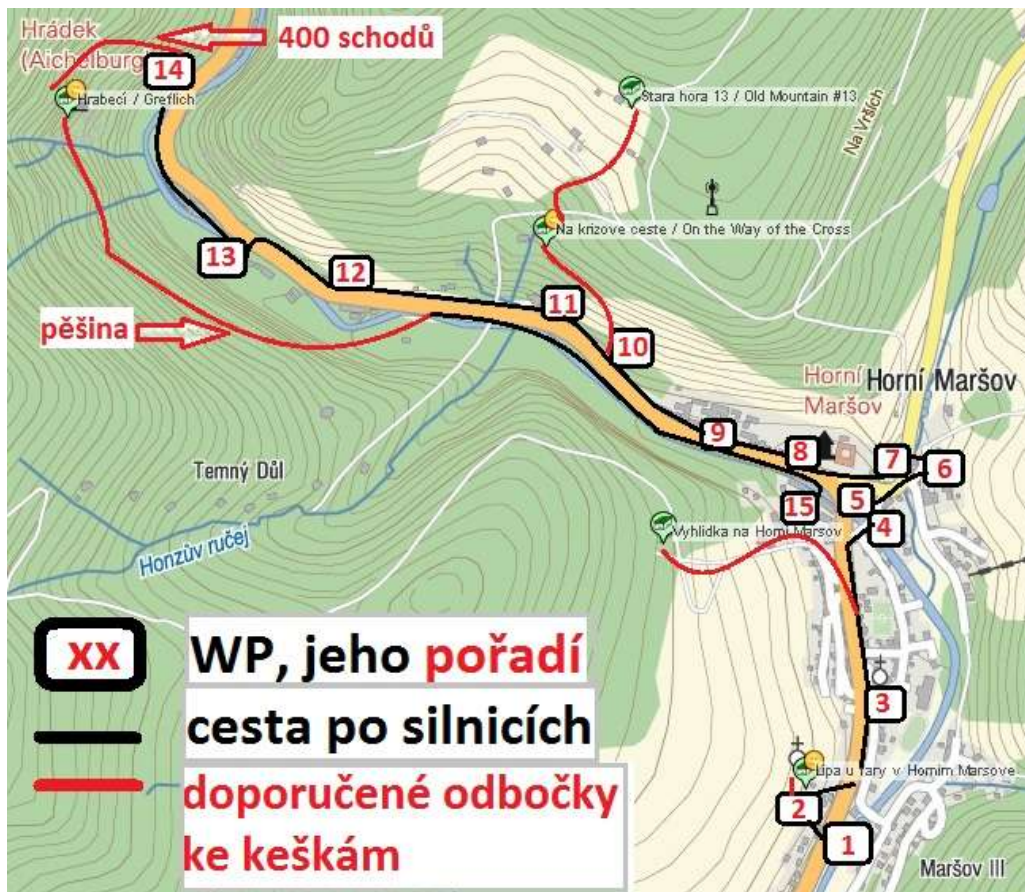 Hrádek
(Aichelburg)
400 schodů
14
Hrabecí / Greflich
Stara hora 13 / Old Mountain #13
Na Vrších
Na krizove ceste / On the Way of the Cross
13
12
11
pěšina
10
Horní
Maršov
Horní Maršov
9
8
7
6
Temný Důl
15
5
4
Vyhlidka na Horni Marsov
Honzův ručej
XX
WP, jeho pořadí
3
cesta po silnicích
Lipa u fary v Hornim Marsove
2
doporučené odbočky
ke keškám
1
Maršov III